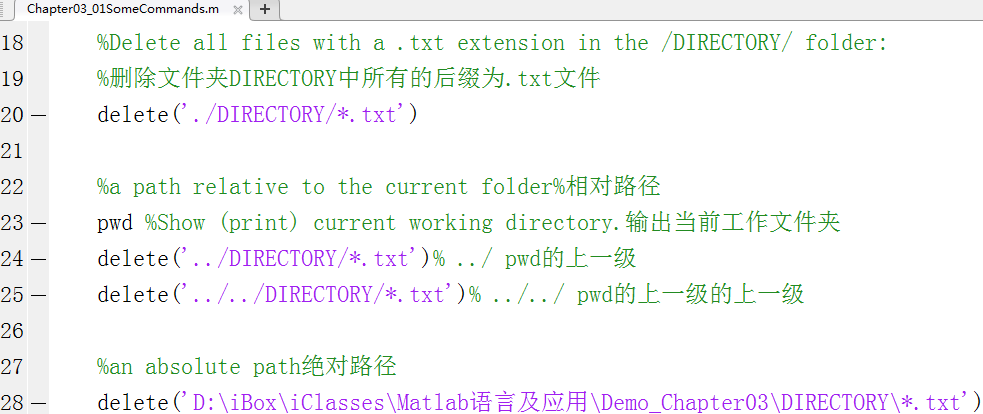 Chapter03_01SomeCommands.m × +
18 %Delete all files with a .txt extension in the /DIRECTORY/ folder:
19 %删除文件夹DIRECTORY中所有的后缀为.txt文件
20 — delete('./DIRECTORY/*.txt')
21
22 %a path relative to the current folder%相对路径
23 — pwd %Show (print) current working directory.输出当前工作文件夹
24 — delete('../DIRECTORY/*.txt')% ../ pwd的上一级
25 — delete('../../DIRECTORY/*.txt')% ../../ pwd的上一级的上一级
26
27 %an absolute path绝对路径
28 — delete('D:\iBox\iClasses\Matlab语言及应用\Demo_Chapter03\DIRECTORY\*.txt')